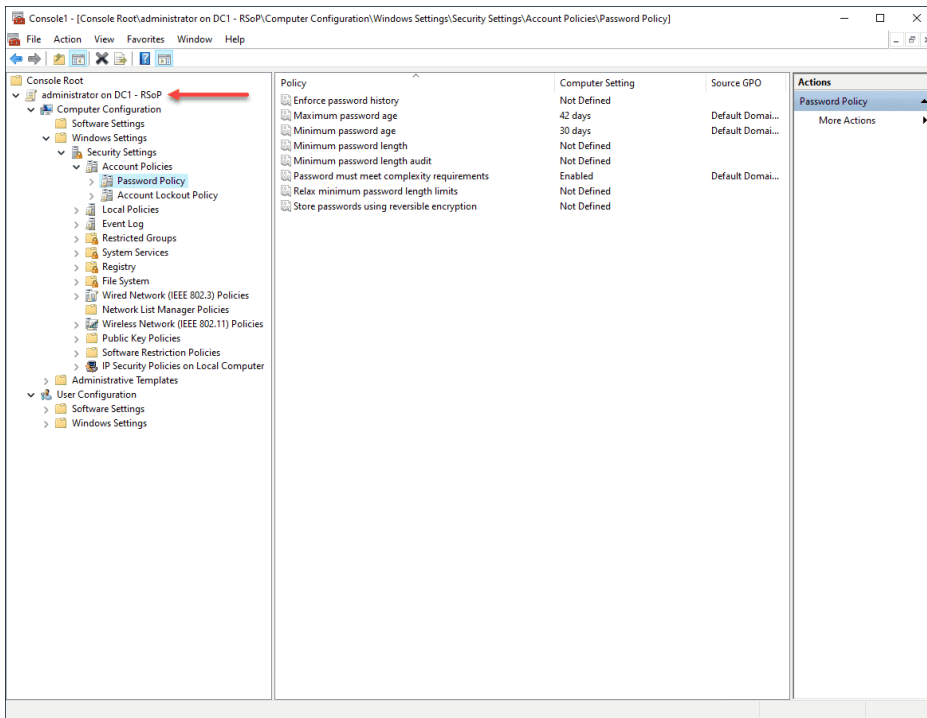 Console1 - [Console Root\administrator on DC1 - RSoP\Computer Configuration\Windows Settings\Security Settings\Account Policies\Password Policy]
File Action View Favorites Window Help
Console Root
administrator on DC1 - RSoP
Computer Configuration
Software Settings
Windows Settings
Security Settings
Account Policies
Password Policy
Account Lockout Policy
Local Policies
Event Log
Restricted Groups
System Services
Registry
File System
Wired Network (IEEE 802.3) Policies
Network List Manager Policies
Wireless Network (IEEE 802.11) Policies
Public Key Policies
Software Restriction Policies
IP Security Policies on Local Computer
Administrative Templates
User Configuration
Software Settings
Windows Settings
Policy Computer Setting Source GPO
Enforce password history Not Defined
Maximum password age 42 days Default Domai...
Minimum password age 30 days Default Domai...
Minimum password length Not Defined
Minimum password length audit Not Defined
Password must meet complexity requirements Enabled Default Domai...
Relax minimum password length limits Not Defined
Store passwords using reversible encryption Not Defined
Actions
Password Policy
More Actions